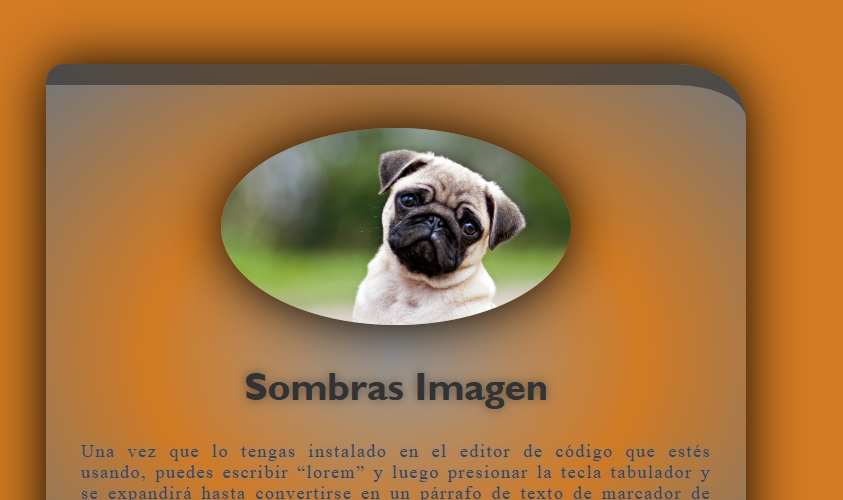 Sombras Imagen
Una vez que lo tengas instalado en el editor de código que estés
usando, puedes escribir “lorem” y luego presionar la tecla tabulador y
se expandirá hasta convertirse en un párrafo de texto de marcador de